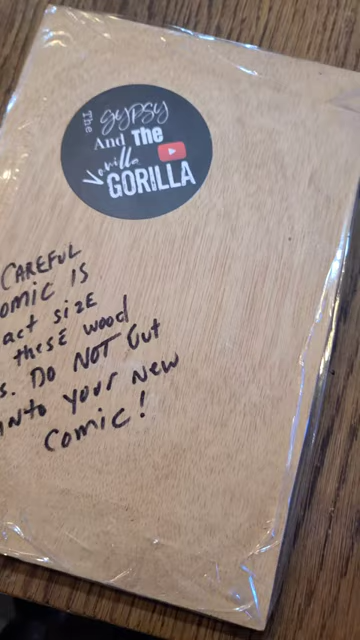 The gypsy
And The
Vanilla
GORILLA
CAREFUL
OMIC IS
act SIZE
these wood
s. DO NOT Cut
into your new
Comic!